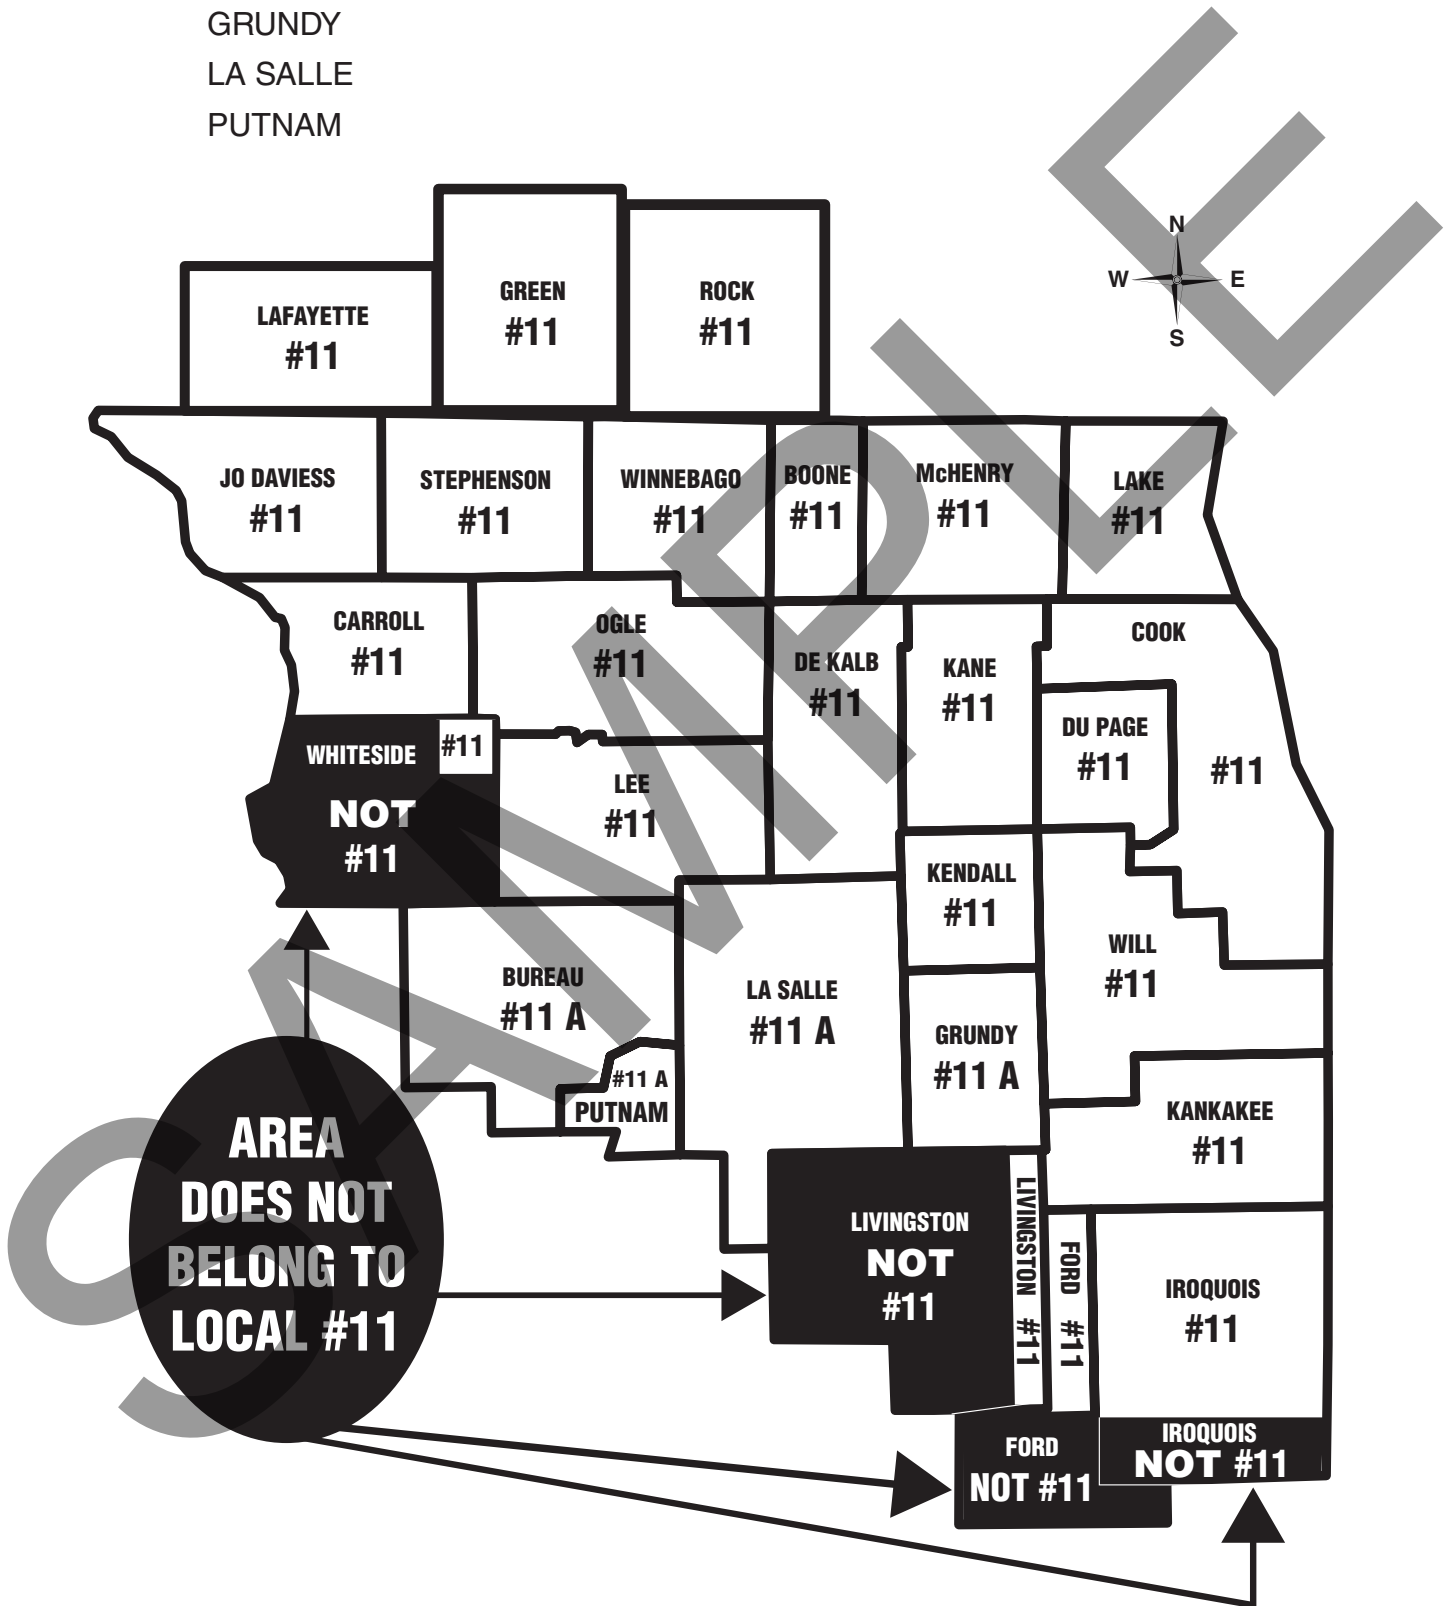 GRUNDY
LA SALLE
PUTNAM
N
W
E
S
LAFAYETTE
#11
GREEN
#11
ROCK
#11
JO DAVIESS
#11
STEPHENSON
#11
WINNEBAGO
#11
BOONE
#11
McHENRY
#11
LAKE
#11
CARROLL
#11
OGLE
#11
DE KALB
#11
KANE
#11
COOK
#11
DU PAGE
#11
WHITESIDE
#11
NOT
#11
LEE
#11
KENDALL
#11
WILL
#11
BUREAU
#11 A
LA SALLE
#11 A
GRUNDY
#11 A
#11 A
PUTNAM
KANKAKEE
#11
AREA
DOES NOT
BELONG TO
LOCAL #11
LIVINGSTON
NOT
#11
LIVINGSTON #11
FORD #11
IROQUOIS
#11
FORD
NOT #11
IROQUOIS
NOT #11
SAMPLE